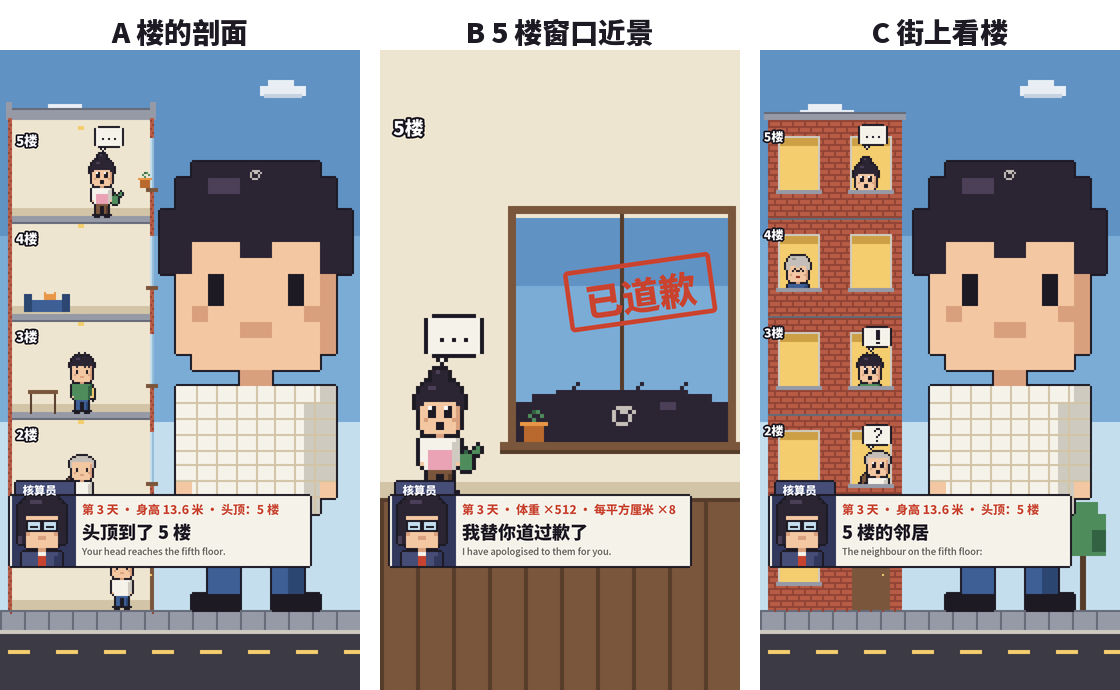 A 楼的剖面
5楼
...
4楼
3楼
2楼
核算员
第 3 天 · 身高 13.6 米 · 头顶：5 楼
头顶到了 5 楼
Your head reaches the fifth floor.
B 5 楼窗口近景
5楼
已道歉
...
核算员
第 3 天 · 体重 ×512 · 每平方厘米 ×8
我替你道过歉了
I have apologised to them for you.
C 街上看楼
5楼
...
4楼
3楼
!
2楼
?
核算员
第 3 天 · 身高 13.6 米 · 头顶：5 楼
5 楼的邻居
The neighbour on the fifth floor: